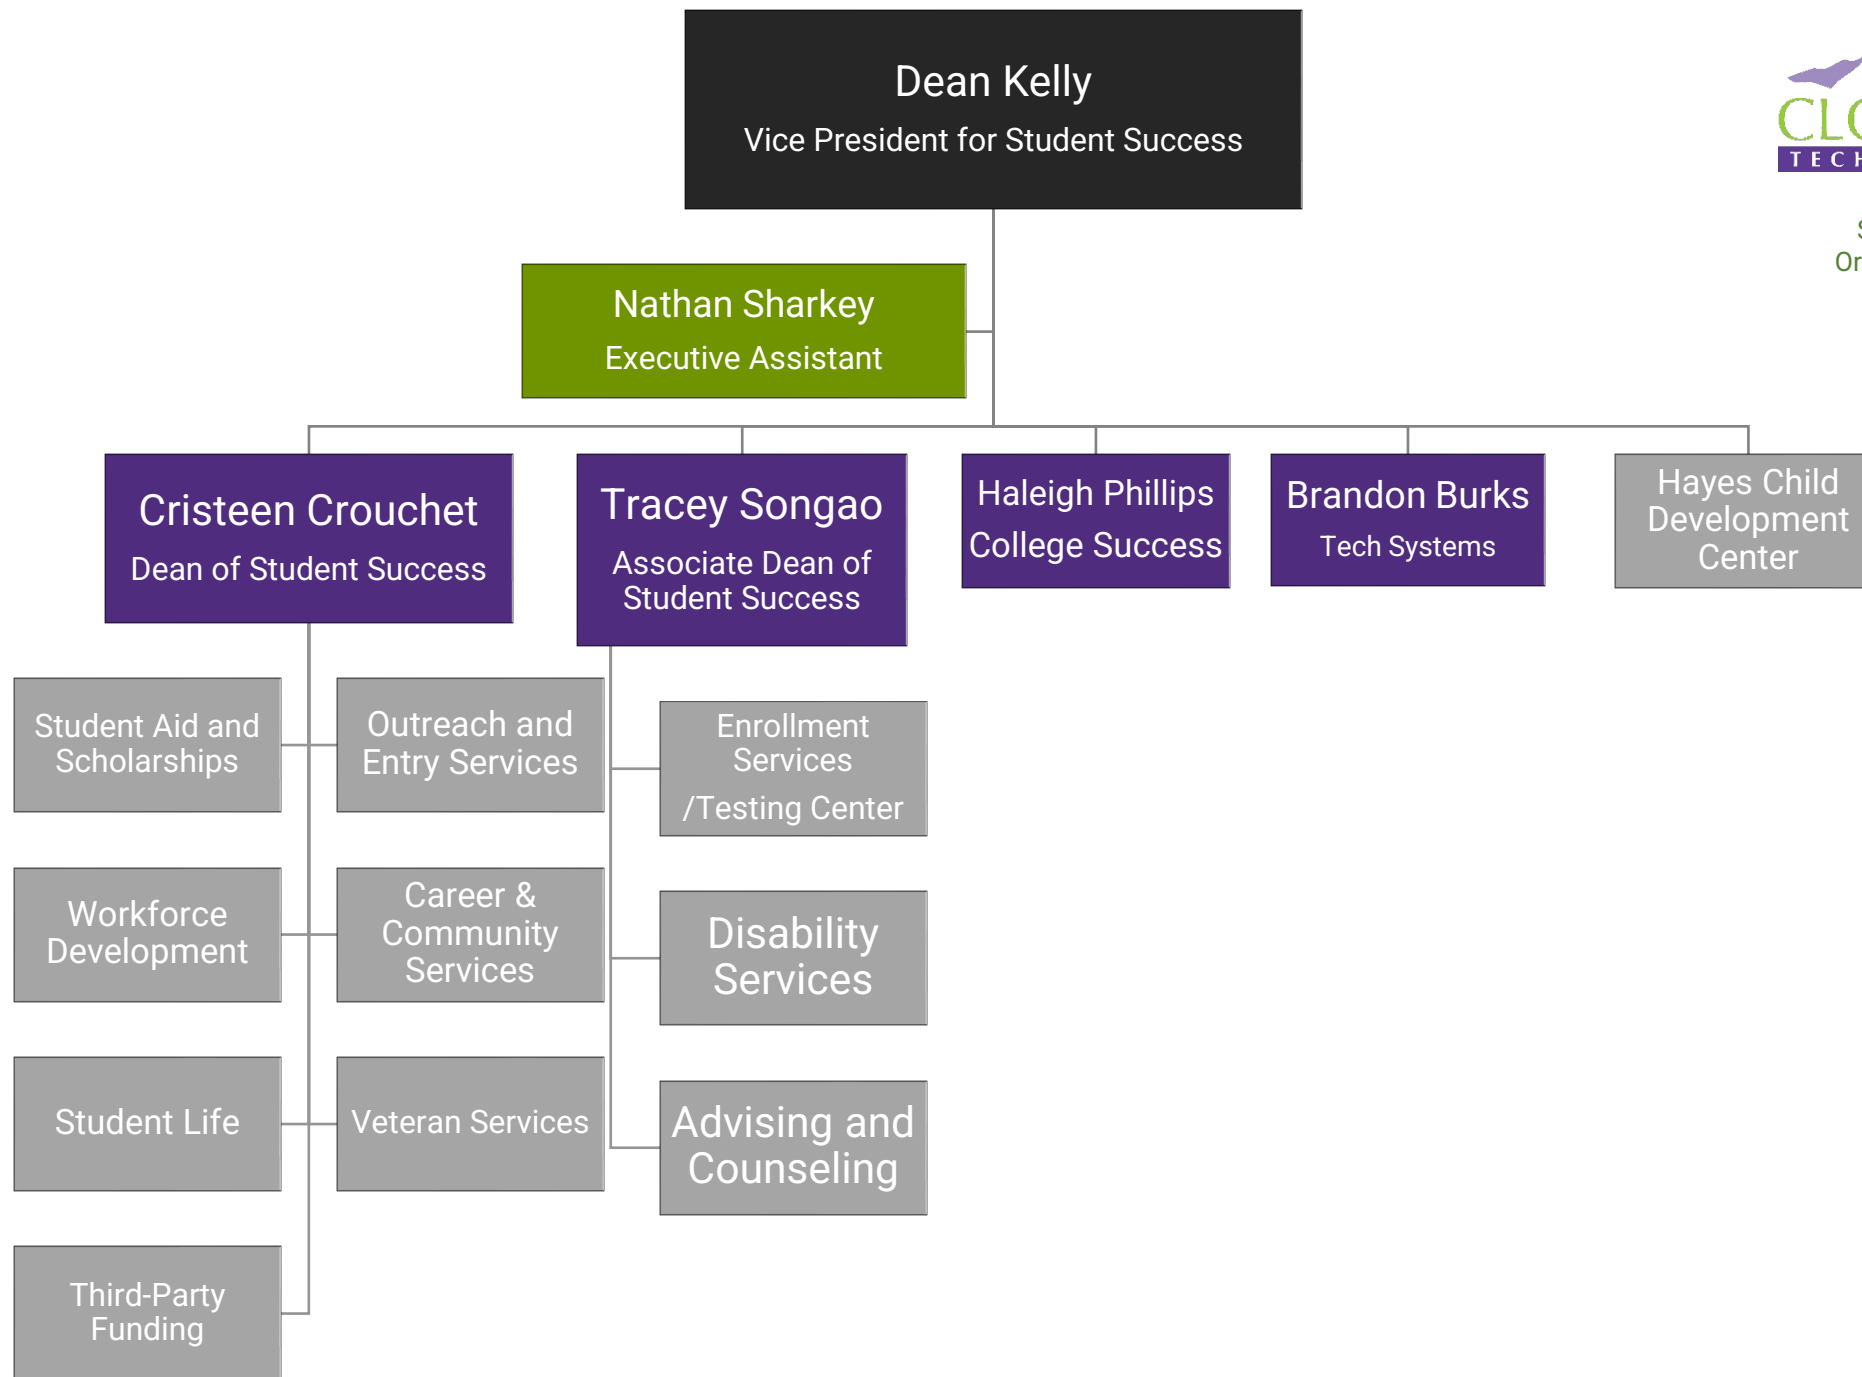 Dean Kelly
Vice President for Student Success
Nathan Sharkey
Executive Assistant
Cristeen Crouchet
Dean of Student Success
Tracey Songao
Associate Dean of
Student Success
Haleigh Phillips
College Success
Brandon Burks
Tech Systems
Hayes Child
Development
Center
Student Aid and
Scholarships
Outreach and
Entry Services
Enrollment
Services
/Testing Center
Workforce
Development
Career &
Community
Services
Disability
Services
Student Life
Veteran Services
Advising and
Counseling
Third-Party
Funding